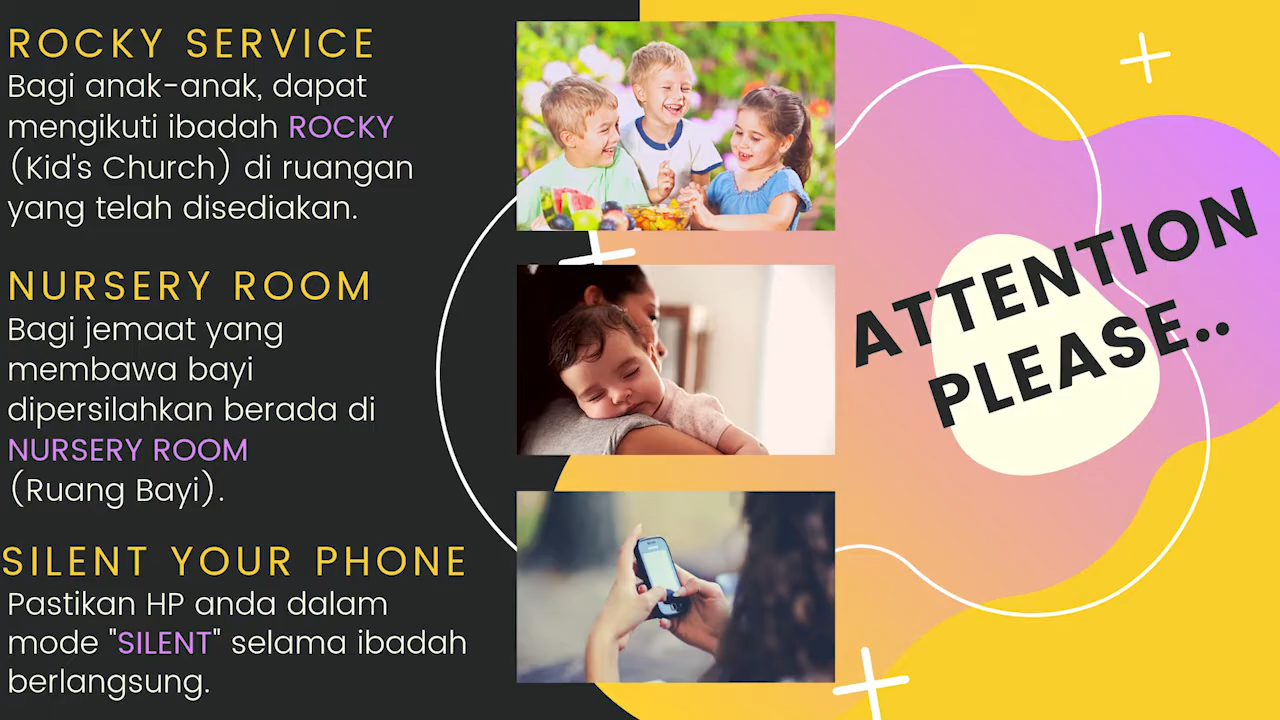 ROCKY SERVICE
Bagi anak-anak, dapat
mengikuti ibadah ROCKY
(Kid's Church) di ruangan
yang telah disediakan.
NURSERY ROOM
Bagi jemaat yang
membawa bayi
dipersilahkan berada di
NURSERY ROOM
(Ruang Bayi).
SILENT YOUR PHONE
Pastikan HP anda dalam
mode "SILENT" selama ibadah
berlangsung.
ATTENTION
PLEASE..